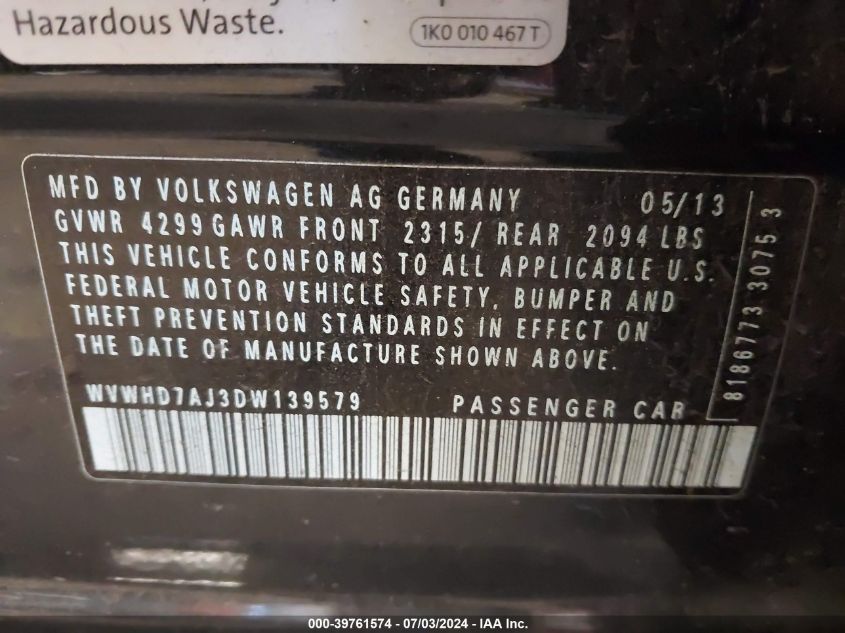 Hazardous Waste.
1K0 010 467 T
MFD BY VOLKSWAGEN AG GERMANY 05/13
GVWR 4299 GAWR FRONT 2315/ REAR 2094 LBS
THIS VEHICLE CONFORMS TO ALL APPLICABLE U.S.
FEDERAL MOTOR VEHICLE SAFETY, BUMPER AND
THEFT PREVENTION STANDARDS IN EFFECT ON
THE DATE OF MANUFACTURE SHOWN ABOVE.
WVWHD7AJ3DW139579 PASSENGER CAR
8186773 3075 3
000-39761574 - 07/03/2024 - IAA Inc.